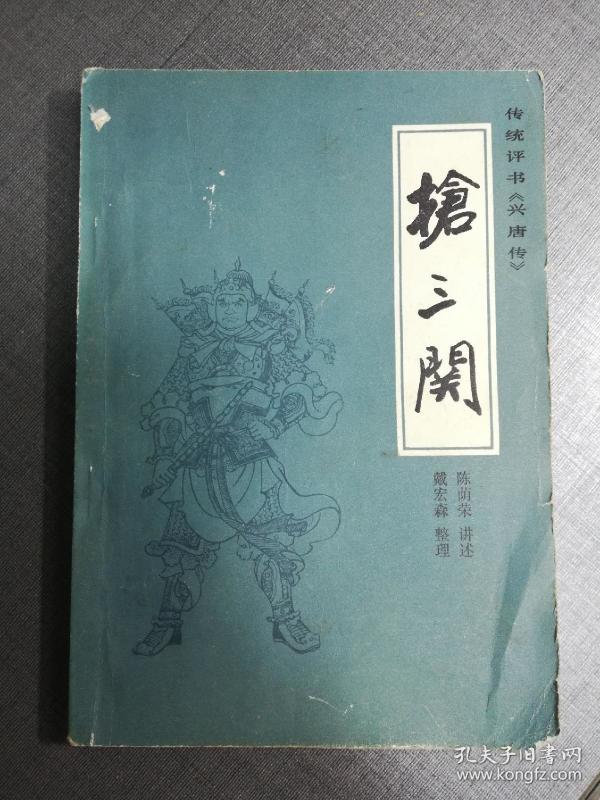 传统评书《兴唐传》
槍三関
陈荫荣 讲述
戴宏森 整理
孔夫子旧书网
www.kongfz.com